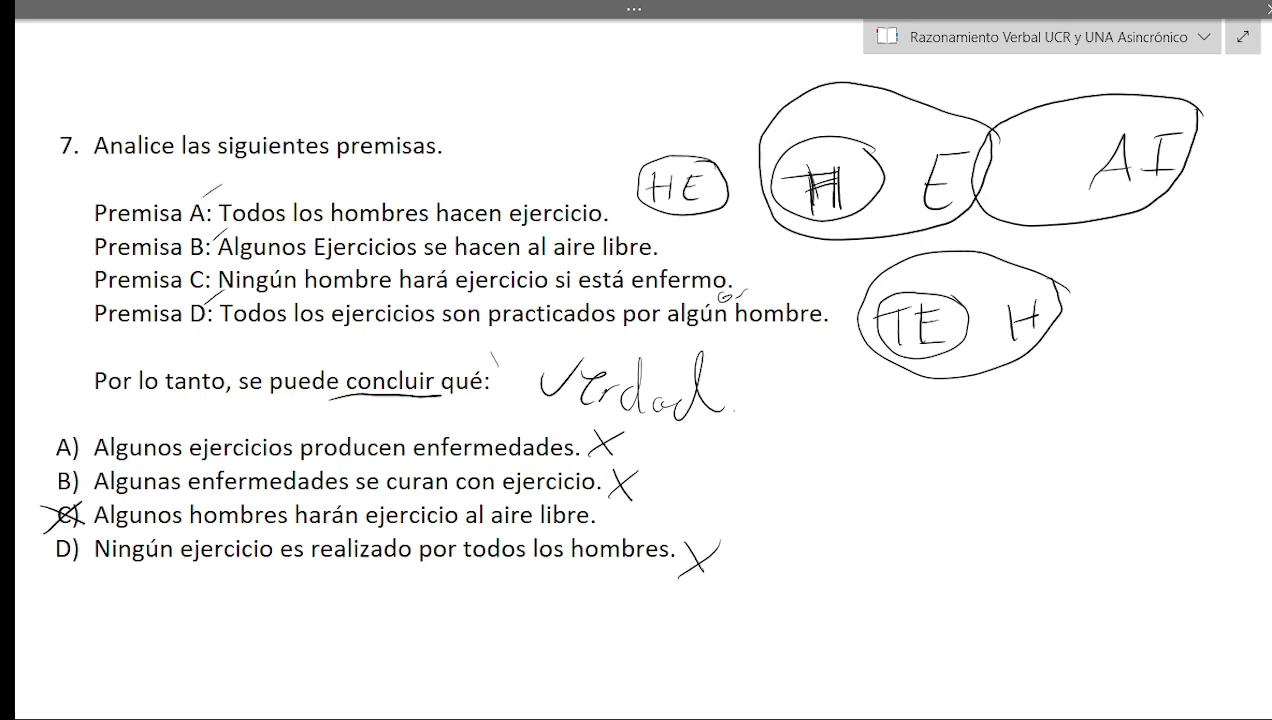 ...
Razonamiento Verbal UCR y UNA Asincrónico
7. Analice las siguientes premisas.
Premisa A: Todos los hombres hacen ejercicio.
Premisa B: Algunos Ejercicios se hacen al aire libre.
Premisa C: Ningún hombre hará ejercicio si está enfermo.
Premisa D: Todos los ejercicios son practicados por algún hombre.
HE
H E AI
TE H
Por lo tanto, se puede concluir qué: verdad
A) Algunos ejercicios producen enfermedades. X
B) Algunas enfermedades se curan con ejercicio. X
C) Algunos hombres harán ejercicio al aire libre.
D) Ningún ejercicio es realizado por todos los hombres. X